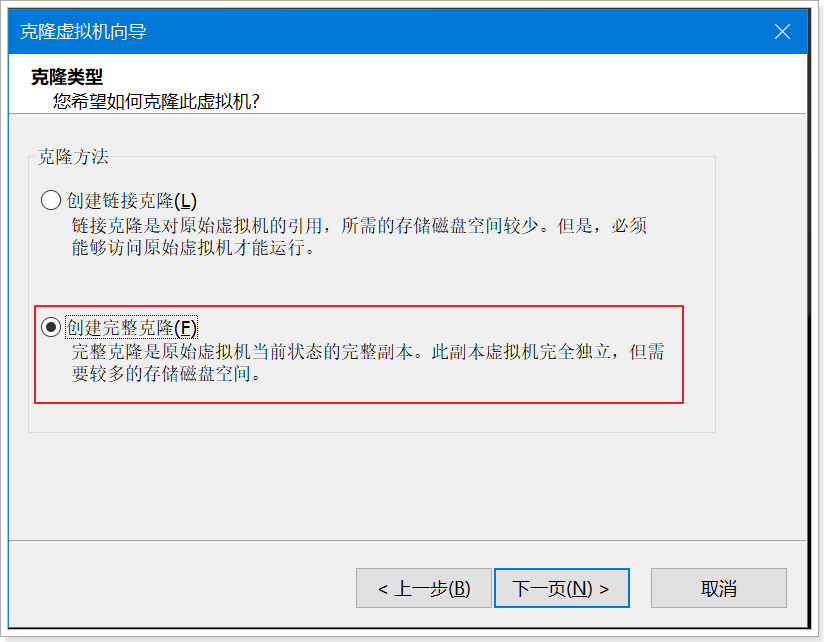 克隆虚拟机向导
克隆类型
您希望如何克隆此虚拟机?
克隆方法
创建链接克隆(L)
链接克隆是对原始虚拟机的引用，所需的存储磁盘空间较少。但是，必须
能够访问原始虚拟机才能运行。
创建完整克隆(F)
完整克隆是原始虚拟机当前状态的完整副本。此副本虚拟机完全独立，但需
要较多的存储磁盘空间。
< 上一步(B) 下一页(N) > 取消